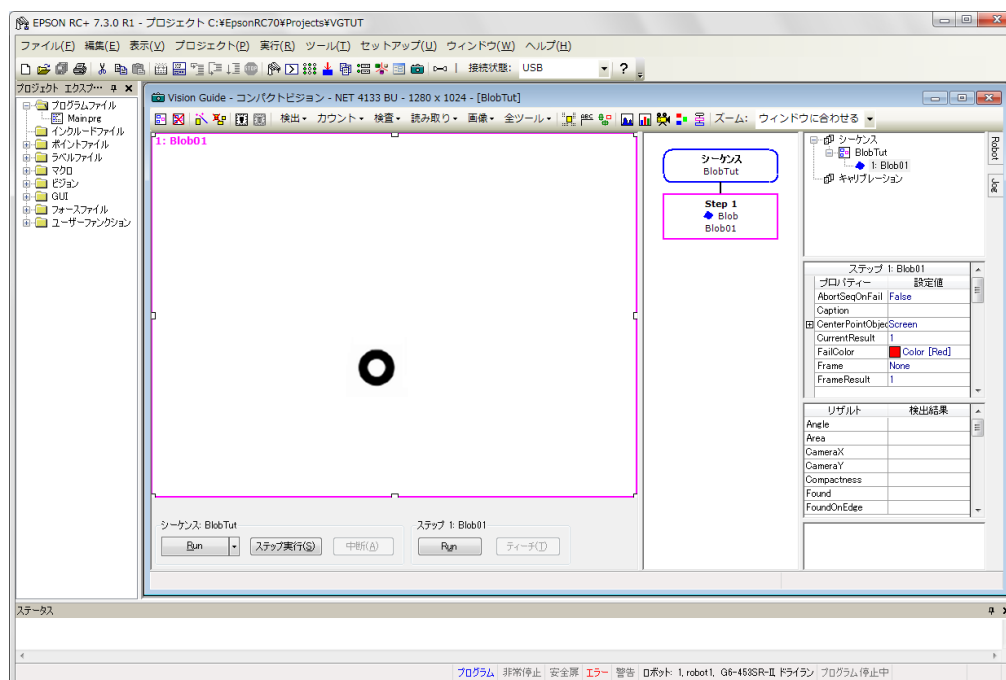 EPSON RC+ 7.3.0 R1 - プロジェクト C:¥EpsonRC70¥Projects¥VGTUT
ファイル(F) 編集(E) 表示(V) プロジェクト(P) 実行(R) ツール(T) セットアップ(U) ウィンドウ(W) ヘルプ(H)
接続状態: USB
プロジェクト エクスプ…
プログラムファイル
Main.prg
インクルードファイル
ポイントファイル
ラベルファイル
マクロ
ビジョン
GUI
フォースファイル
ユーザーファンクション
Vision Guide - コンパクトビジョン - NET 4133 BU - 1280 x 1024 - [BlobTut]
検出 カウント 検査 読み取り 画像 全ツール ズーム: ウィンドウに合わせる
1: Blob01
シーケンス
BlobTut
Step 1
Blob
Blob01
シーケンス
BlobTut
1: Blob01
キャリブレーション
Robot
Jog
ステップ 1: Blob01
プロパティー 設定値
AbortSeqOnFail False
Caption
CenterPointObjec Screen
CurrentResult 1
FailColor Color [Red]
Frame None
FrameResult 1
リザルト 検出結果
Angle
Area
CameraX
CameraY
Compactness
Found
FoundOnEdge
シーケンス: BlobTut
Run ステップ実行(S) 中断(A)
ステップ 1: Blob01
Run ティーチ(T)
ステータス
プログラム 非常停止 安全扉 エラー 警告 ロボット: 1, robot1, G6-453SR-II, ドライラン プログラム停止中